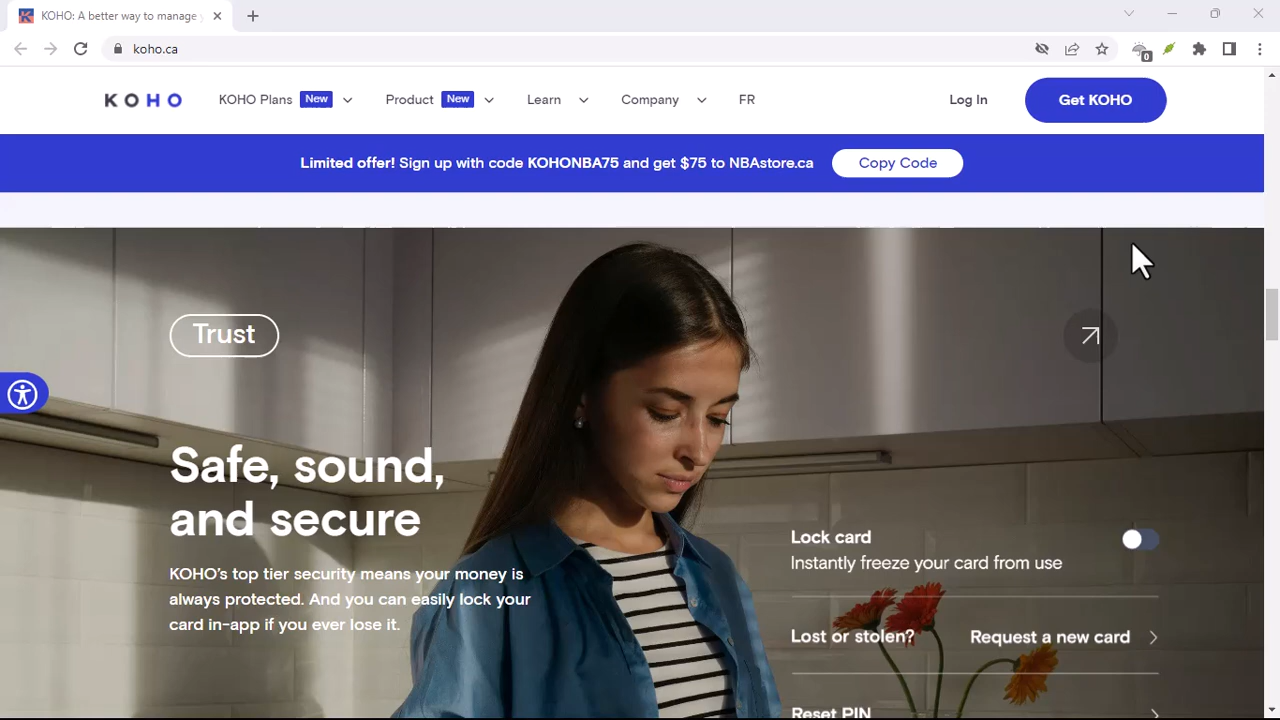 KOHO: A better way to manage
koho.ca
0
KOHO
KOHO Plans New
Product New
Learn
Company
FR
Log In
Get KOHO
Limited offer! Sign up with code KOHONBA75 and get $75 to NBAstore.ca
Copy Code
Trust
Safe, sound,
and secure
KOHO's top tier security means your money is
always protected. And you can easily lock your
card in-app if you ever lose it.
Lock card
Instantly freeze your card from use
Lost or stolen? Request a new card
Reset PIN